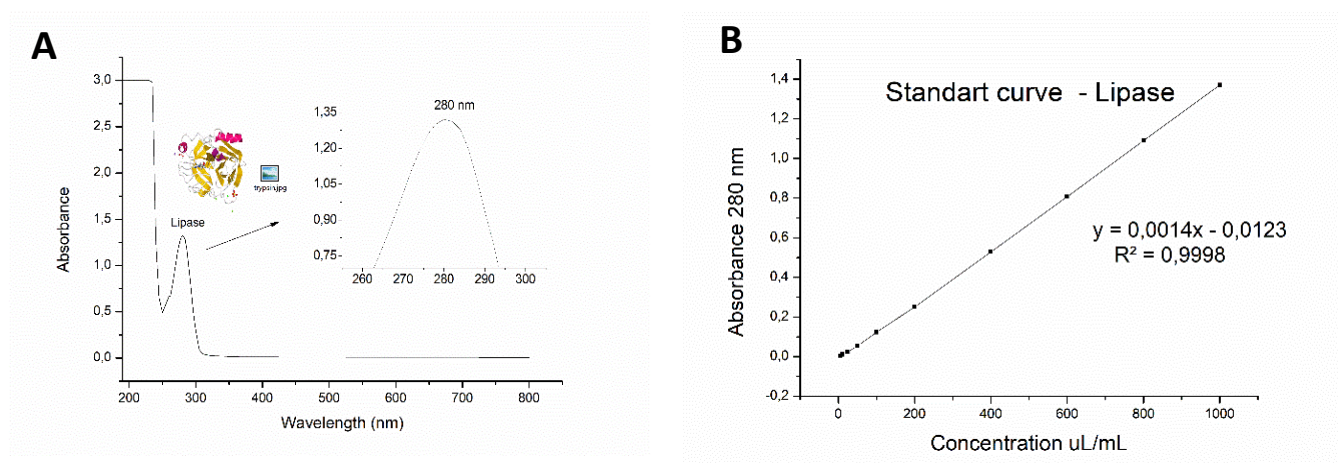 A
Absorbance
3,0
2,5
2,0
1,5
1,0
0,5
0,0
200 300 400 500 600 700 800
Wavelength (nm)
Lipase
trypsin.jpg
280 nm
1,35
1,20
1,05
0,90
0,75
260 270 280 290 300
B
Standart curve - Lipase
Absorbance 280 nm
1,4
1,2
1,0
0,8
0,6
0,4
0,2
0,0
-0,2
y = 0,0014x - 0,0123
R² = 0,9998
0 200 400 600 800 1000
Concentration uL/mL